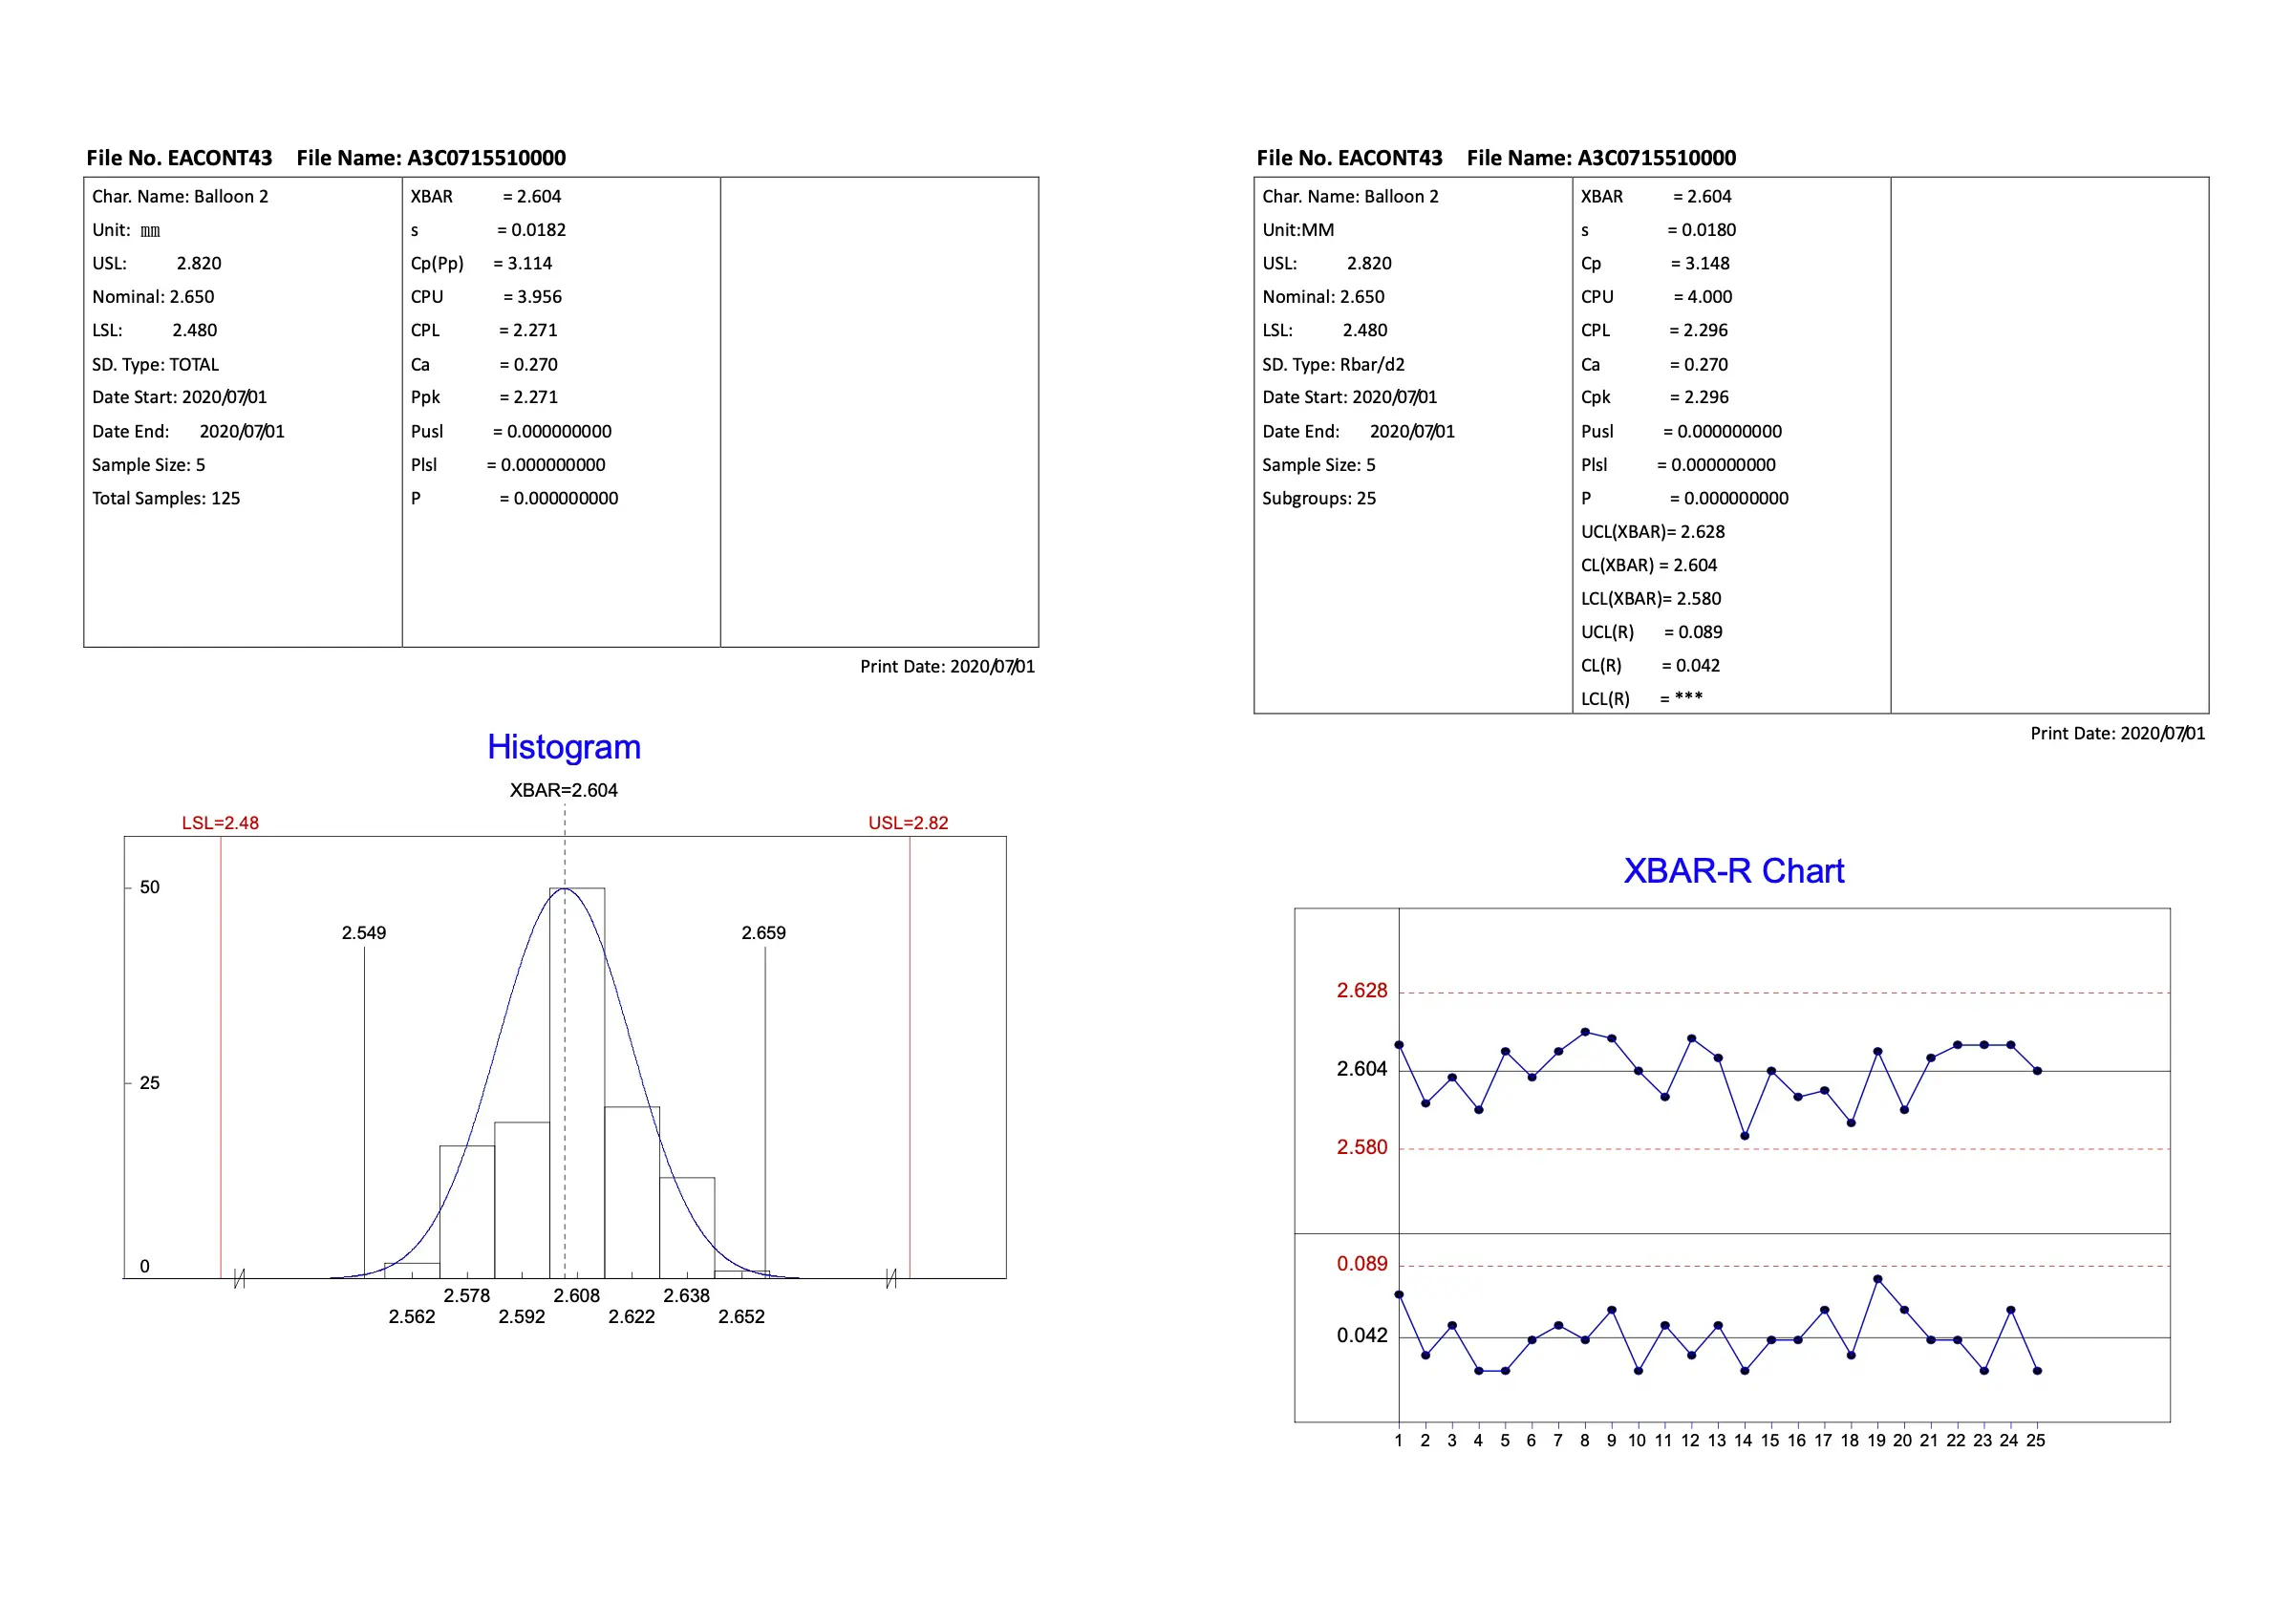 File No. EACONT43 File Name: A3C0715510000
Char. Name: Balloon 2
Unit: mm
USL: 2.820
Nominal: 2.650
LSL: 2.480
SD. Type: TOTAL
Date Start: 2020/07/01
Date End: 2020/07/01
Sample Size: 5
Total Samples: 125
XBAR = 2.604
s = 0.0182
Cp(Pp) = 3.114
CPU = 3.956
CPL = 2.271
Ca = 0.270
Ppk = 2.271
Pusl = 0.000000000
Plsl = 0.000000000
P = 0.000000000
Print Date: 2020/07/01
Histogram
XBAR=2.604
LSL=2.48
USL=2.82
50
2.549
2.659
25
0
2.578 2.608 2.638
2.562 2.592 2.622 2.652
File No. EACONT43 File Name: A3C0715510000
Char. Name: Balloon 2
Unit:MM
USL: 2.820
Nominal: 2.650
LSL: 2.480
SD. Type: Rbar/d2
Date Start: 2020/07/01
Date End: 2020/07/01
Sample Size: 5
Subgroups: 25
XBAR = 2.604
s = 0.0180
Cp = 3.148
CPU = 4.000
CPL = 2.296
Ca = 0.270
Cpk = 2.296
Pusl = 0.000000000
Plsl = 0.000000000
P = 0.000000000
UCL(XBAR)= 2.628
CL(XBAR) = 2.604
LCL(XBAR)= 2.580
UCL(R) = 0.089
CL(R) = 0.042
LCL(R) = ***
Print Date: 2020/07/01
XBAR-R Chart
2.628
2.604
2.580
0.089
0.042
1 2 3 4 5 6 7 8 9 10 11 12 13 14 15 16 17 18 19 20 21 22 23 24 25